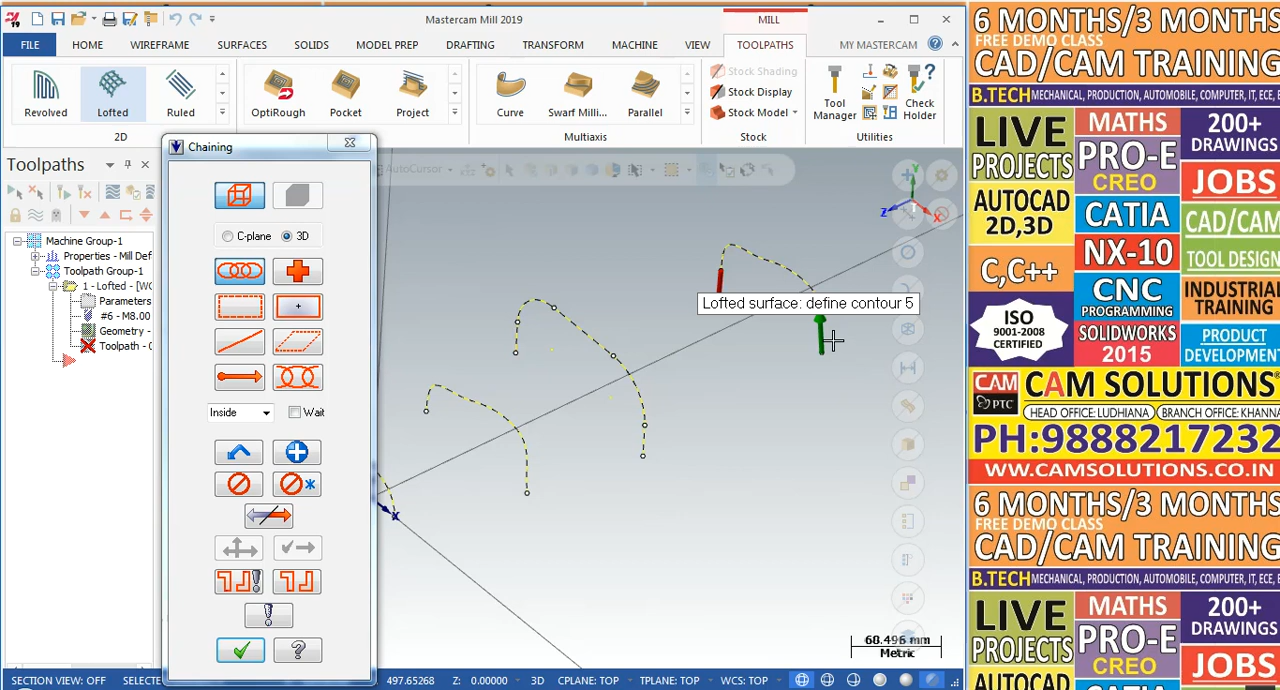 Mastercam Mill 2019
MILL
FILE
HOME
WIREFRAME
SURFACES
SOLIDS
MODEL PREP
DRAFTING
TRANSFORM
MACHINE
VIEW
TOOLPATHS
MY MASTERCAM
Revolved
Lofted
Ruled
2D
OptiRough
Pocket
Project
Curve
Swarf Milli...
Parallel
Multiaxis
Stock Shading
Stock Display
Stock Model
Stock
Tool
Manager
Check
Holder
Utilities
Toolpaths
Machine Group-1
Properties - Mill Def
Toolpath Group-1
1 - Lofted - [WC
Parameters
#6 - M8.00
Geometry -
Toolpath - 0
Chaining
C-plane
3D
Inside
Wait
AutoCursor
Y
Z
X
Lofted surface: define contour 5
X
68.496 mm
Metric
SECTION VIEW: OFF
SELECTE
497.65268
Z: 0.00000
3D
CPLANE: TOP
TPLANE: TOP
WCS: TOP
6 MONTHS/3 MONTHS
FREE DEMO CLASS
CAD/CAM TRAINING
B.TECH MECHANICAL, PRODUCTION, AUTOMOBILE, COMPUTER, IT, ECE, E
LIVE
PROJECTS
MATHS
200+
DRAWINGS
PRO-E
CREO
JOBS
AUTOCAD
2D,3D
CATIA
CAD/CAM
NX-10
TOOL DESIGN
C,C++
CNC
PROGRAMMING
INDUSTRIAL
TRAINING
ISO
9001-2008
CERTIFIED
SOLIDWORKS
2015
PRODUCT
DEVELOPMENT
CAM
PTC
CAM SOLUTIONS
HEAD OFFICE: LUDHIANA
BRANCH OFFICE: KHANNA
PH:9888217232
WW.CAMSOLUTIONS.CO.IN
6 MONTHS/3 MONTHS
FREE DEMO CLASS
CAD/CAM TRAINING
B.TECH MECHANICAL, PRODUCTION, AUTOMOBILE, COMPUTER, IT, ECE, E
LIVE
PROJECTS
MATHS
200+
DRAWINGS
PRO-E
CREO
JOBS
AUTOCAD